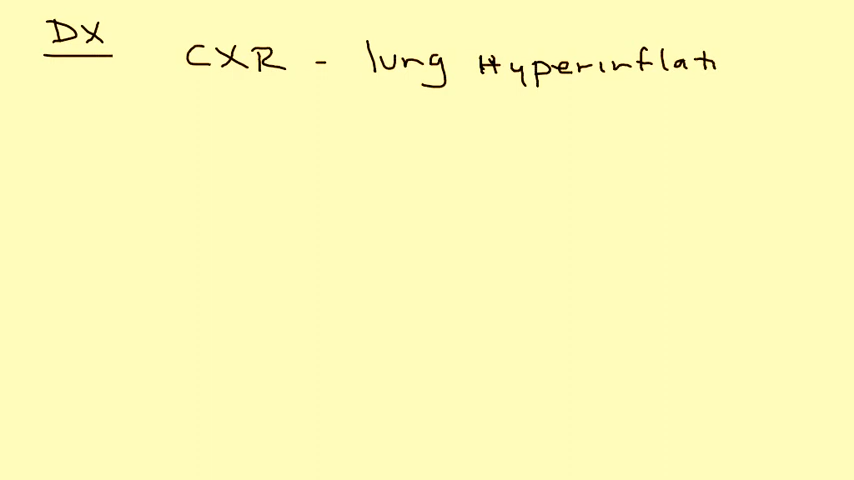 DX
CXR - lung Hyperinflati